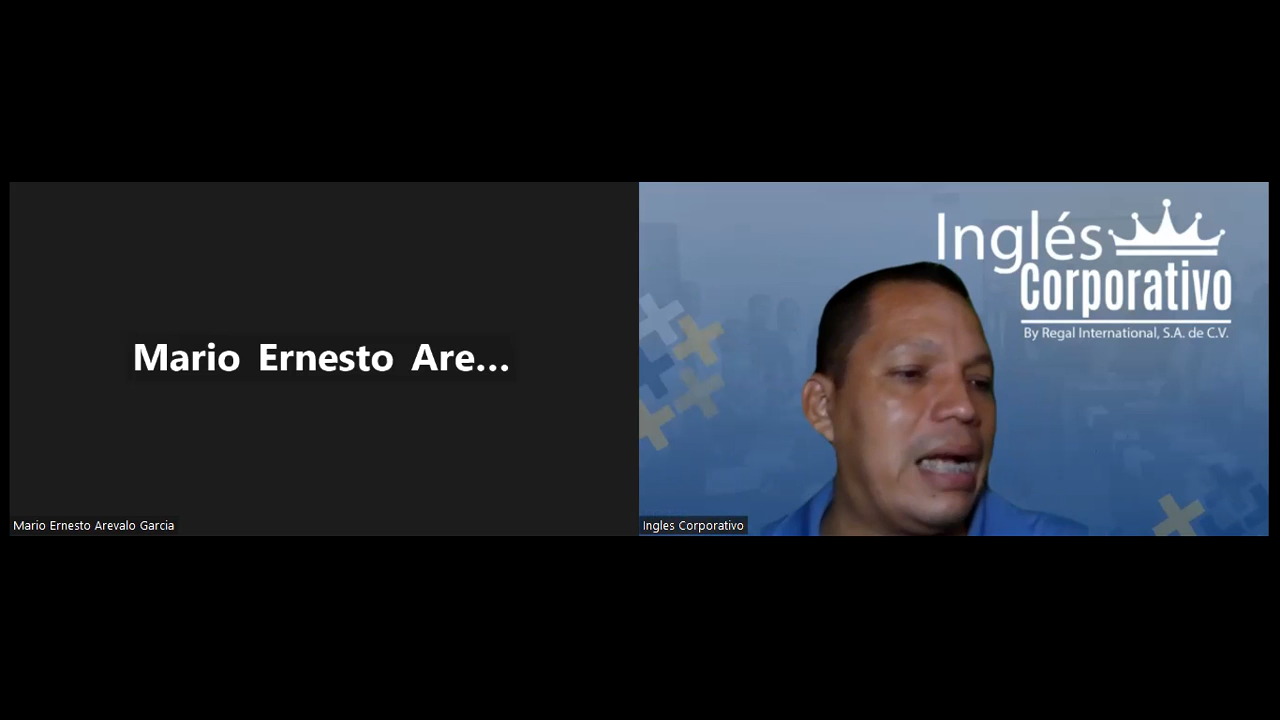 Mario Ernesto Are...
Mario Ernesto Arevalo Garcia
Inglés
Corporativo
By Regal International, S.A. de C.V.
Ingles Corporativo